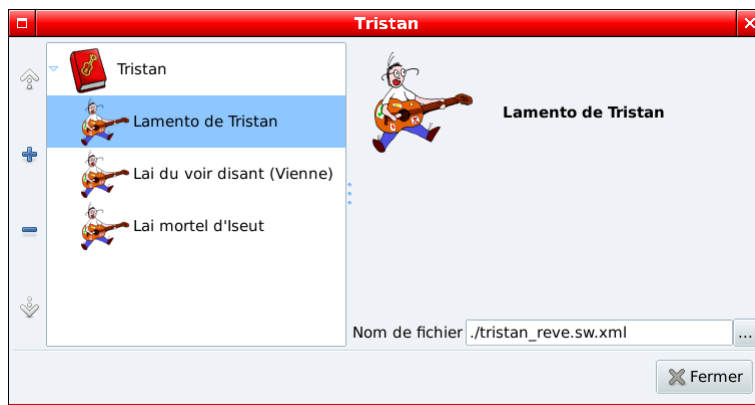 Tristan
Tristan
Lamento de Tristan
Lai du voir disant (Vienne)
Lai mortel d'Iseut
Lamento de Tristan
Nom de fichier ./tristan_reve.sw.xml ...
Fermer